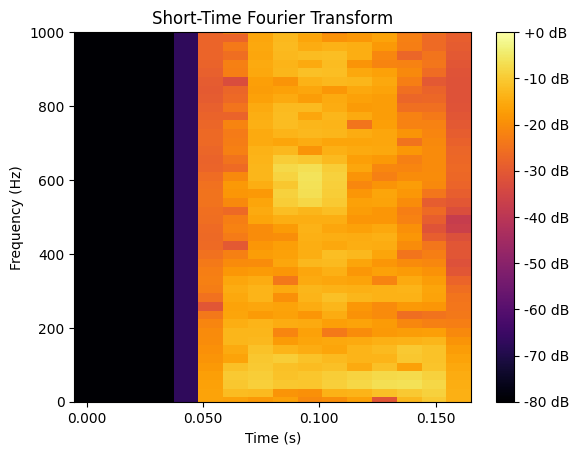 Short-Time Fourier Transform
1000
800
600
400
200
0
Frequency (Hz)
0.000
0.050
0.100
0.150
Time (s)
+0 dB
-10 dB
-20 dB
-30 dB
-40 dB
-50 dB
-60 dB
-70 dB
-80 dB